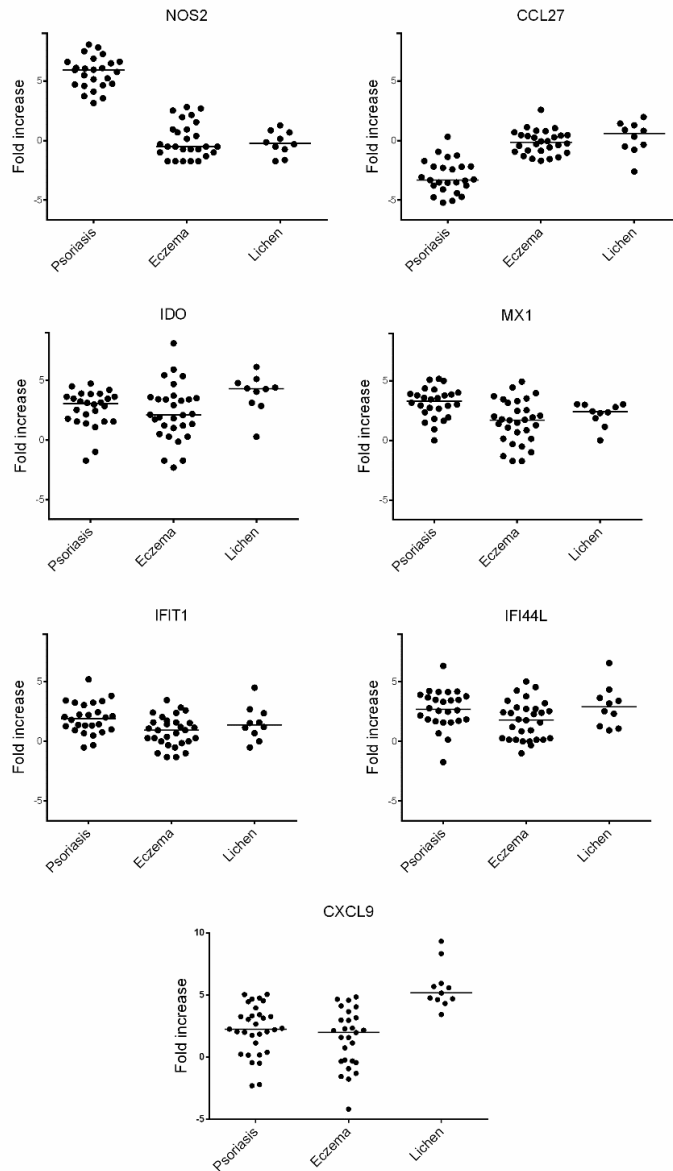 NOS2
Fold increase
5
0
-5
Psoriasis
Eczema
Lichen
CCL27
Fold increase
5
0
-5
Psoriasis
Eczema
Lichen
IDO
Fold increase
5
0
-5
Psoriasis
Eczema
Lichen
MX1
Fold increase
5
0
-5
Psoriasis
Eczema
Lichen
IFIT1
Fold increase
5
0
-5
Psoriasis
Eczema
Lichen
IFI44L
Fold increase
5
0
-5
Psoriasis
Eczema
Lichen
CXCL9
Fold increase
10
5
0
-5
Psoriasis
Eczema
Lichen